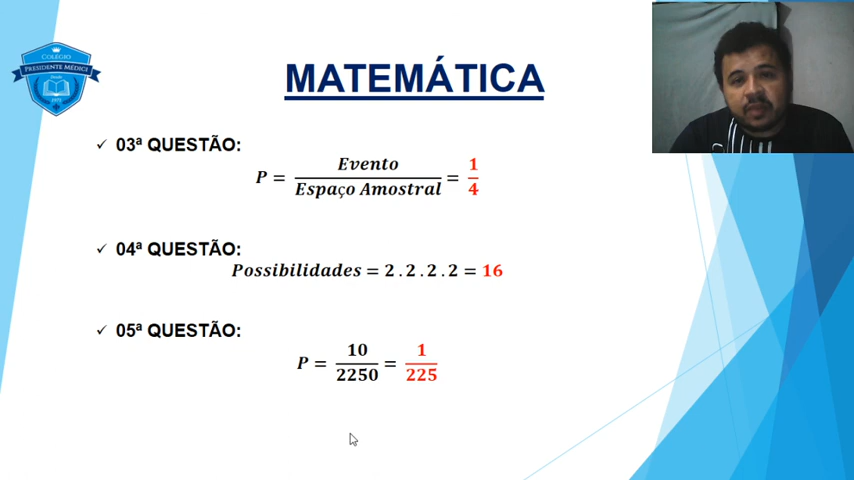 COLÉGIO
PRESIDENTE MÉDICI
MATEMÁTICA
✓ 03ª QUESTÃO:
P = Evento / Espaço Amostral = 1 / 4
✓ 04ª QUESTÃO:
Possibilidades = 2 . 2 . 2 . 2 = 16
✓ 05ª QUESTÃO:
P = 10 / 2250 = 1 / 225